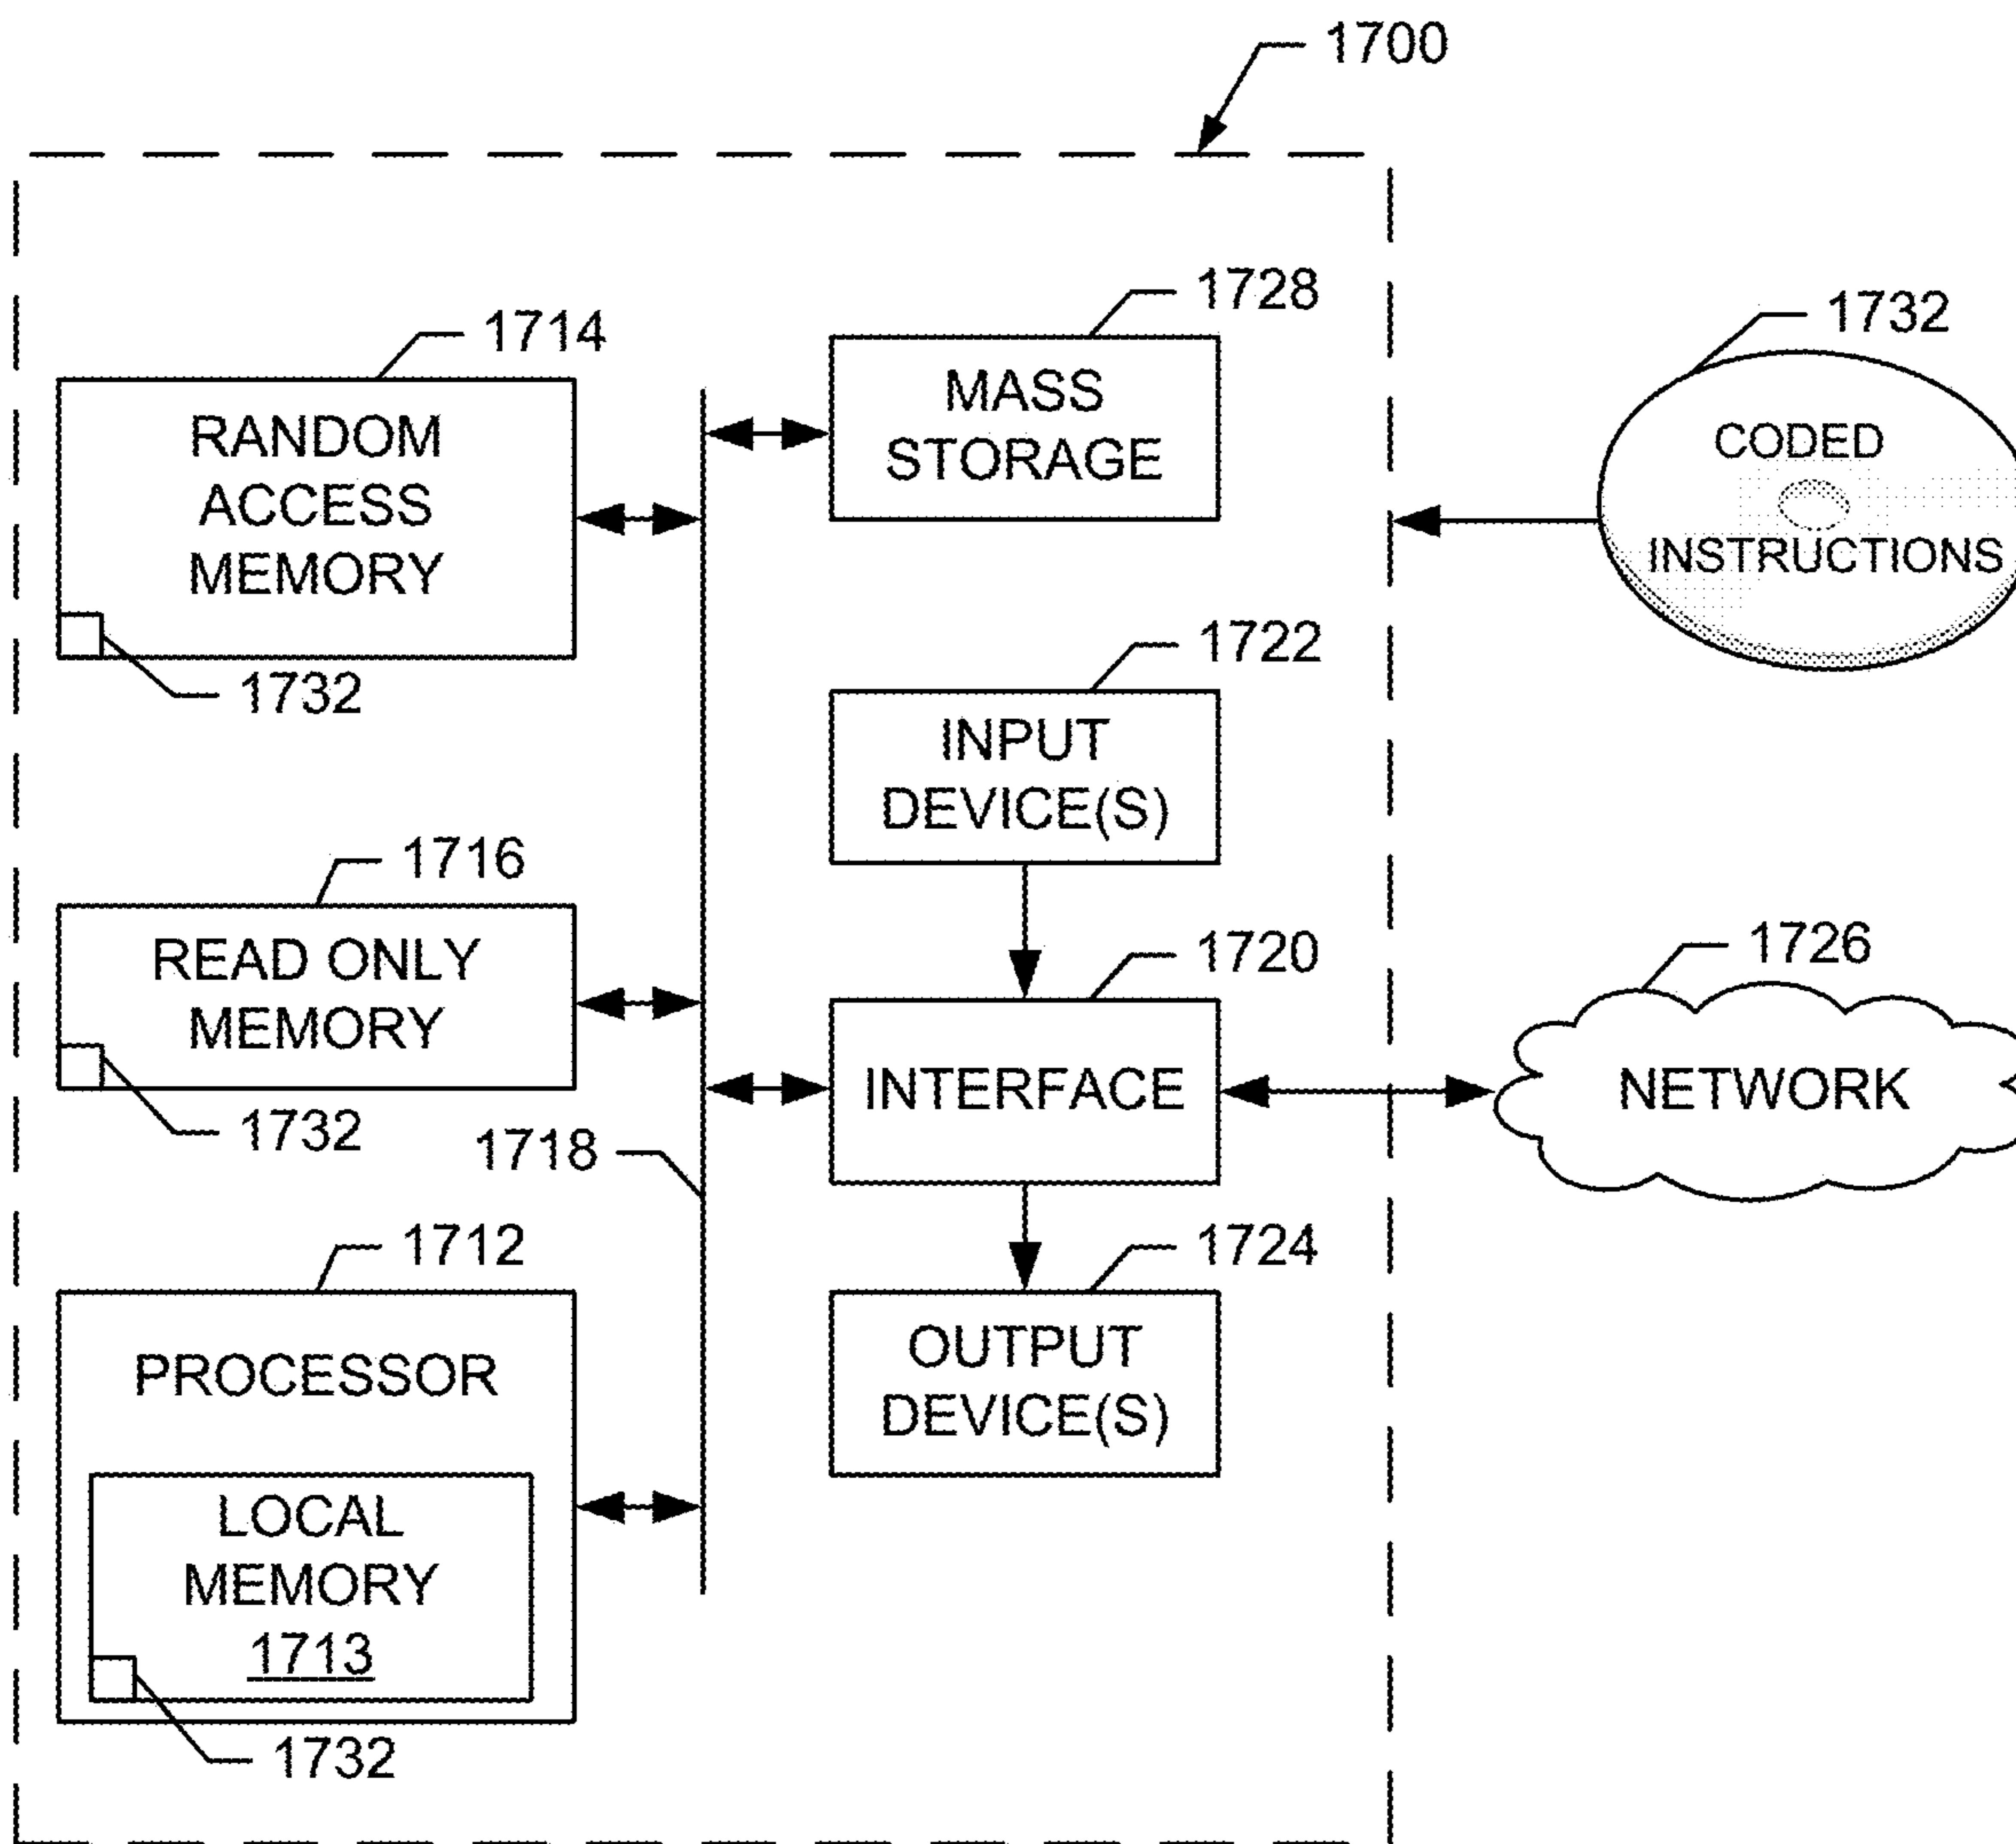 1700
1728
MASS
STORAGE
1714
RANDOM
ACCESS
MEMORY
1732
1732
CODED
INSTRUCTIONS
1722
INPUT
DEVICE(S)
1716
READ ONLY
MEMORY
1732
1720
INTERFACE
1726
NETWORK
1718
1712
PROCESSOR
LOCAL
MEMORY
1713
1732
1724
OUTPUT
DEVICE(S)